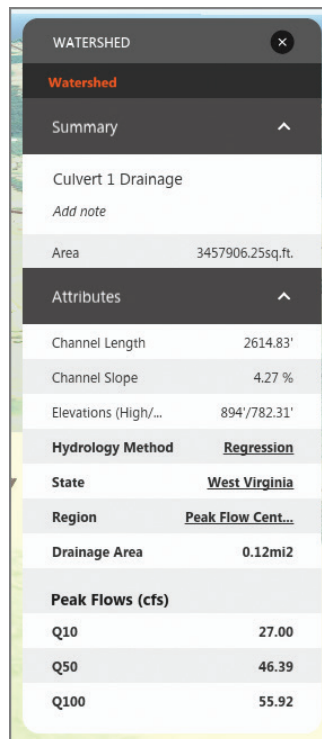 WATERSHED
Watershed
Summary
Culvert 1 Drainage
Add note
Area 3457906.25sq.ft.
Attributes
Channel Length 2614.83'
Channel Slope 4.27 %
Elevations (High/... 894'/782.31'
Hydrology Method Regression
State West Virginia
Region Peak Flow Cent...
Drainage Area 0.12mi2
Peak Flows (cfs)
Q10 27.00
Q50 46.39
Q100 55.92